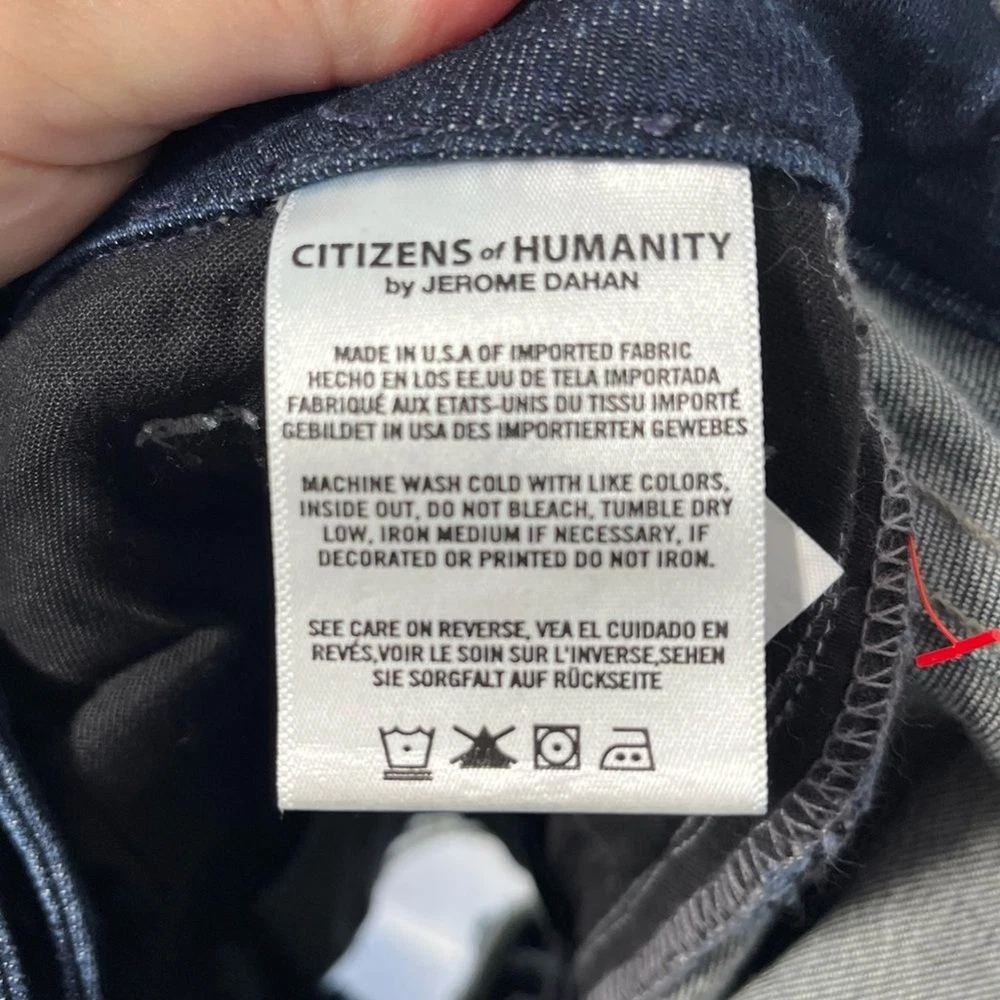 CITIZENS of HUMANITY
by JEROME DAHAN
MADE IN U.S.A OF IMPORTED FABRIC
HECHO EN LOS EE.UU DE TELA IMPORTADA
FABRIQUÉ AUX ETATS-UNIS DU TISSU IMPORTÉ
GEBILDET IN USA DES IMPORTIERTEN GEWEBES
MACHINE WASH COLD WITH LIKE COLORS,
INSIDE OUT, DO NOT BLEACH, TUMBLE DRY
LOW, IRON MEDIUM IF NECESSARY, IF
DECORATED OR PRINTED DO NOT IRON.
SEE CARE ON REVERSE, VEA EL CUIDADO EN
REVÉS,VOIR LE SOIN SUR L'INVERSE,SEHEN
SIE SORGFALT AUF RÜCKSEITE